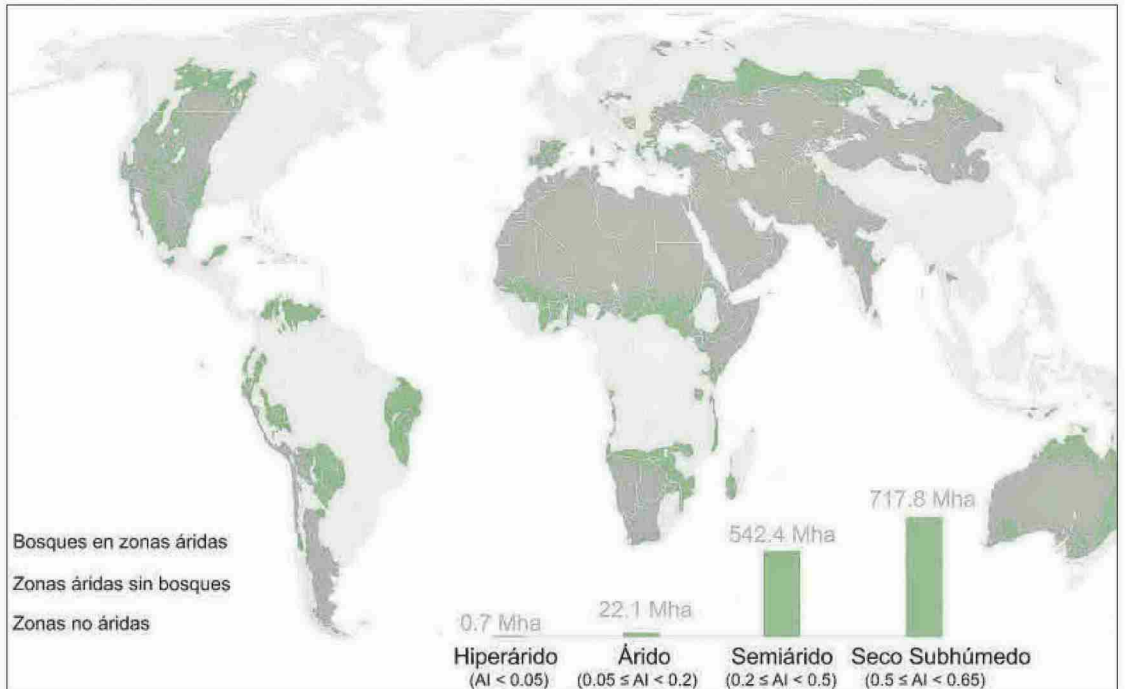 717.8 Mha
542.4 Mha
Bosques en zonas áridas
Zonas áridas sin bosques
22.1 Mha
Zonas no áridas
0.7 Mha
Hiperárido Árido Semiárido Seco Subhúmedo
(AI < 0.05) (0.05 ≤ AI < 0.2) (0.2 ≤ AI < 0.5) (0.5 ≤ AI < 0.65)